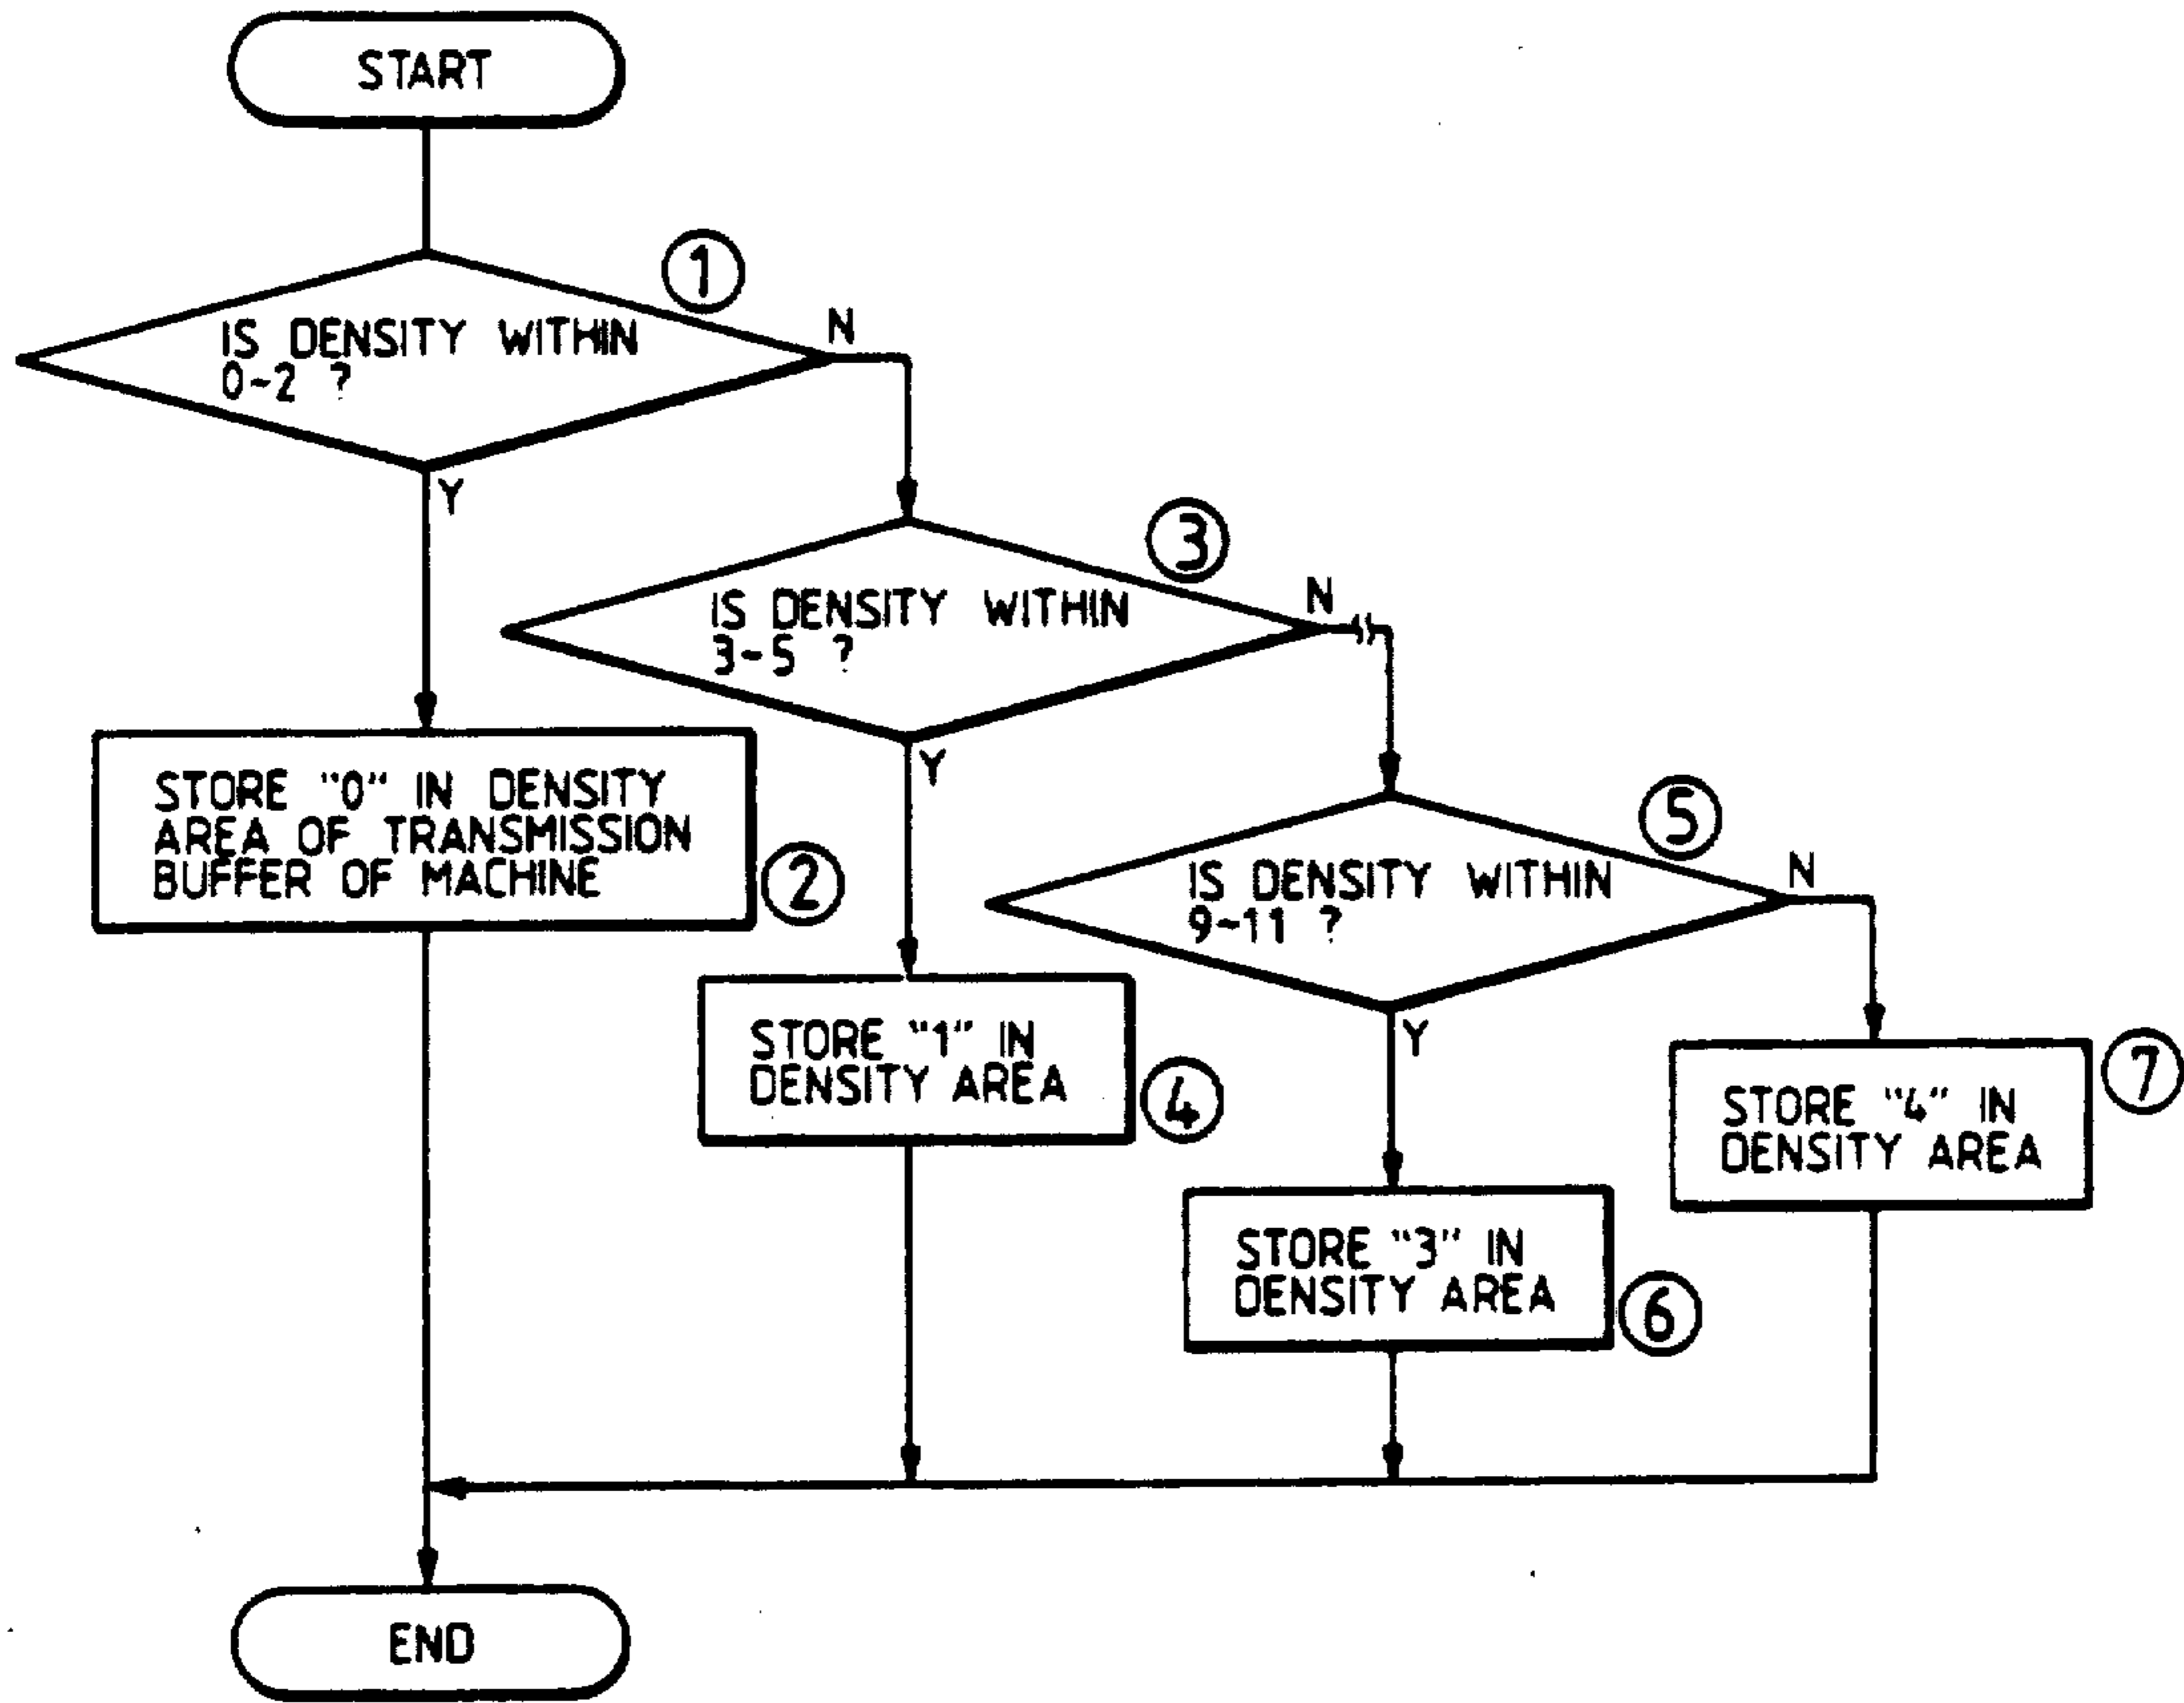 START
①
IS DENSITY WITHIN
0-2 ?
N
Y
③
IS DENSITY WITHIN
3-5 ?
N
Y
STORE "0" IN DENSITY
AREA OF TRANSMISSION
BUFFER OF MACHINE
②
⑤
IS DENSITY WITHIN
9-11 ?
N
Y
STORE "1" IN
DENSITY AREA
④
⑦
STORE "4" IN
DENSITY AREA
STORE "3" IN
DENSITY AREA
⑥
END